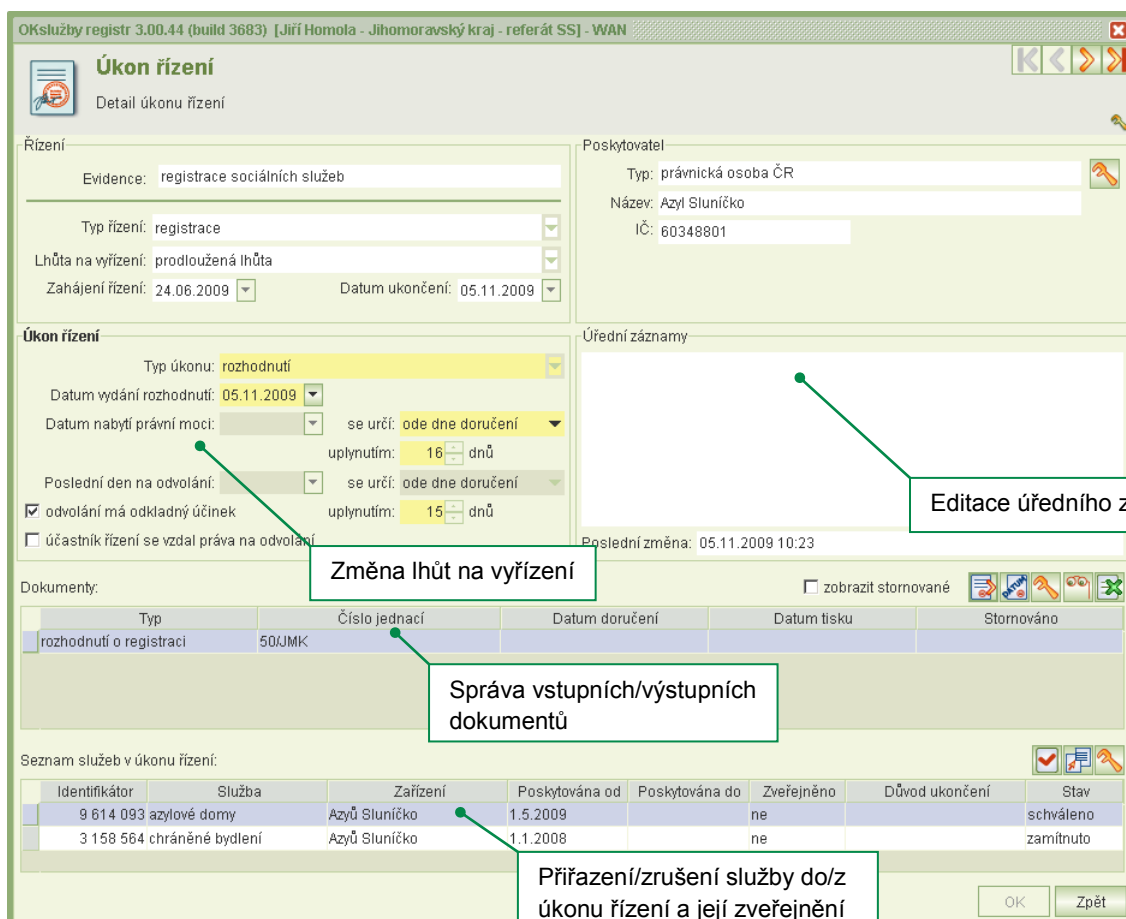 OKslužby registr 3.00.44 (build 3683) [Jiří Homola - Jihomoravský kraj - referát SS] - WAN
Úkon řízení
Detail úkonu řízení
Řízení
Evidence: registrace sociálních služeb
Typ řízení: registrace
Lhůta na vyřízení: prodloužená lhůta
Zahájení řízení: 24.06.2009 Datum ukončení: 05.11.2009
Poskytovatel
Typ: právnická osoba ČR
Název: Azyl Sluníčko
IČ: 60348801
Úkon řízení
Typ úkonu: rozhodnutí
Datum vydání rozhodnutí: 05.11.2009
Datum nabytí právní moci: se určí: ode dne doručení
uplynutím: 16 dnů
Poslední den na odvolání: se určí: ode dne doručení
odvolání má odkladný účinek uplynutím: 15 dnů
účastník řízení se vzdal práva na odvolání
Změna lhůt na vyřízení
Úřední záznamy
Editace úředního z
Poslední změna: 05.11.2009 10:23
Dokumenty: zobrazit stornované
Typ Číslo jednací Datum doručení Datum tisku Stornováno
rozhodnutí o registraci 50/JMK
Správa vstupních/výstupních
dokumentů
Seznam služeb v úkonu řízení:
Identifikátor Služba Zařízení Poskytována od Poskytována do Zveřejněno Důvod ukončení Stav
9 614 093 azylové domy Azyů Sluníčko 1.5.2009 ne schváleno
3 158 564 chráněné bydlení Azyů Sluníčko 1.1.2008 ne zamítnuto
Přiřazení/zrušení služby do/z
úkonu řízení a její zveřejnění
OK Zpět